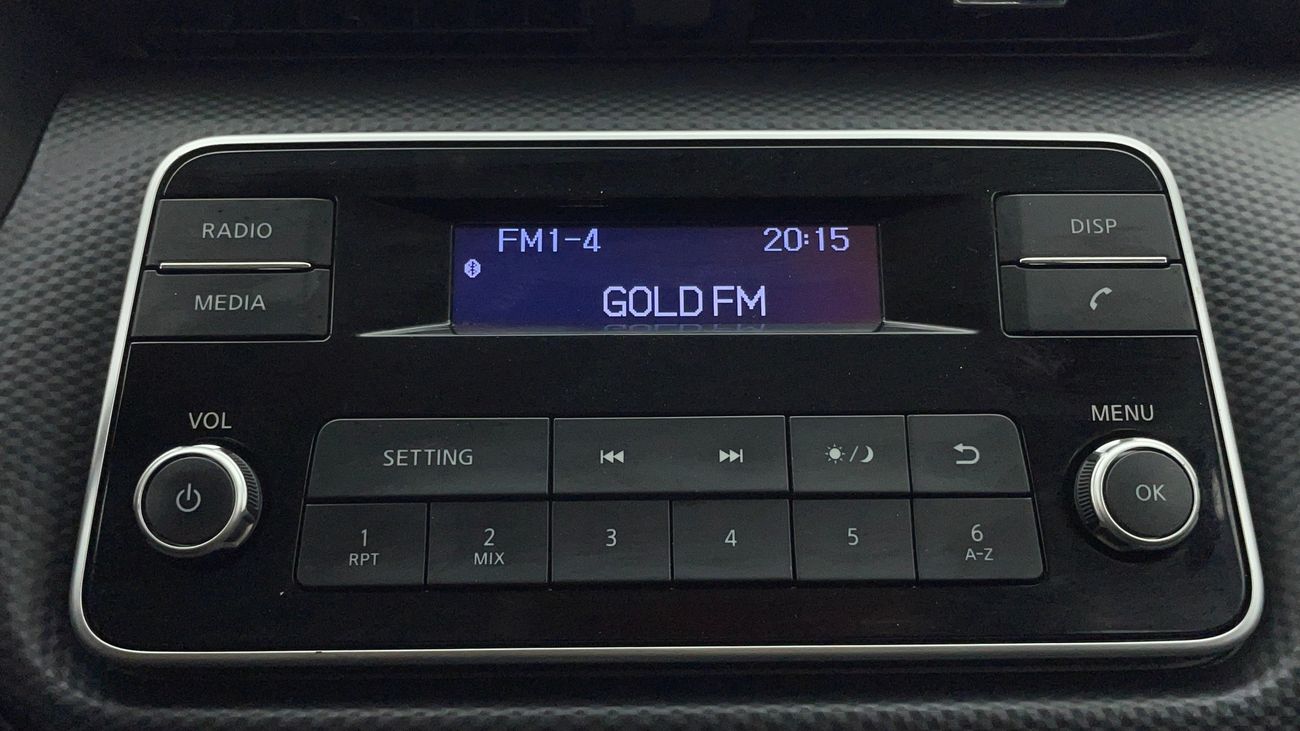 RADIO
FM1-4 20:15
DISP
MEDIA
GOLD FM
VOL
MENU
SETTING
OK
1 2 3 4 5 6
RPT MIX A-Z